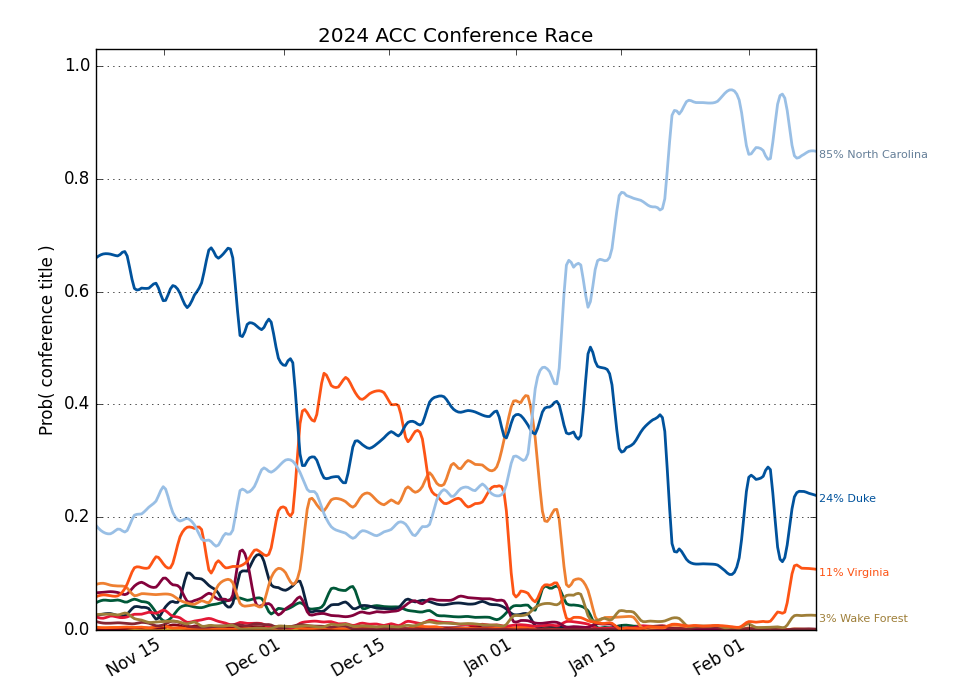 2024 ACC Conference Race
Prob( conference title )
1.0
0.8
0.6
0.4
0.2
0.0
Nov 15
Dec 01
Dec 15
Jan 01
Jan 15
Feb 01
85% North Carolina
24% Duke
11% Virginia
3% Wake Forest